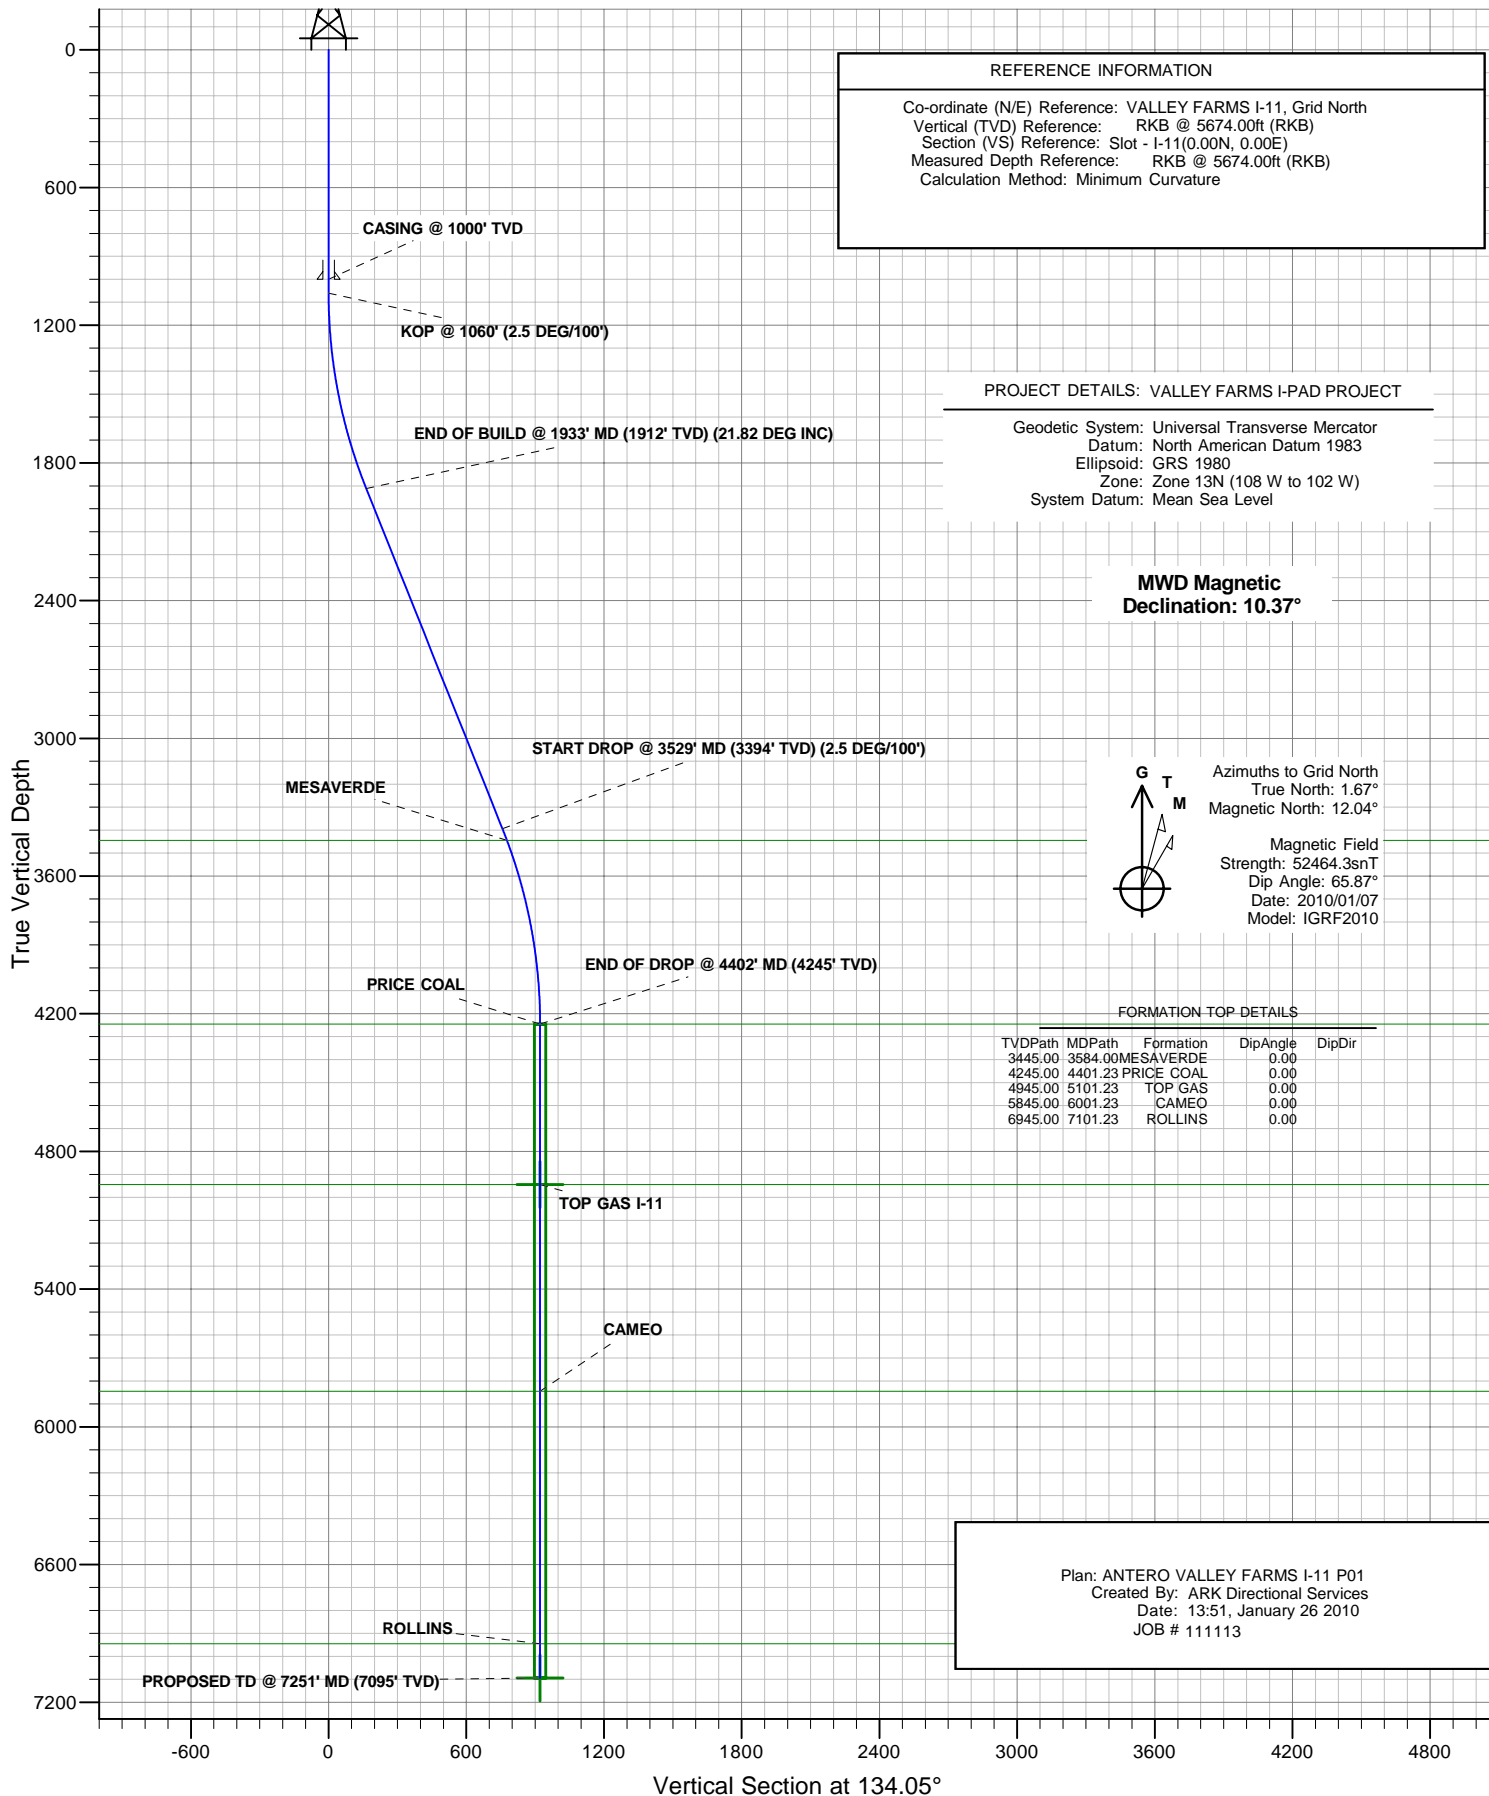 REFERENCE INFORMATION
Co-ordinate (N/E) Reference: VALLEY FARMS I-11, Grid North
Vertical (TVD) Reference: RKB @ 5674.00ft (RKB)
Section (VS) Reference: Slot - I-11(0.00N, 0.00E)
Measured Depth Reference: RKB @ 5674.00ft (RKB)
Calculation Method: Minimum Curvature
0
600
1200
1800
2400
3000
3600
4200
4800
5400
6000
6600
7200
True Vertical Depth
CASING @ 1000' TVD
KOP @ 1060' (2.5 DEG/100')
END OF BUILD @ 1933' MD (1912' TVD) (21.82 DEG INC)
START DROP @ 3529' MD (3394' TVD) (2.5 DEG/100')
MESAVERDE
END OF DROP @ 4402' MD (4245' TVD)
PRICE COAL
TOP GAS I-11
CAMEO
ROLLINS
PROPOSED TD @ 7251' MD (7095' TVD)
PROJECT DETAILS: VALLEY FARMS I-PAD PROJECT
Geodetic System: Universal Transverse Mercator
Datum: North American Datum 1983
Ellipsoid: GRS 1980
Zone: Zone 13N (108 W to 102 W)
System Datum: Mean Sea Level
MWD Magnetic
Declination: 10.37°
G
T
M
Azimuths to Grid North
True North: 1.67°
Magnetic North: 12.04°
Magnetic Field
Strength: 52464.3snT
Dip Angle: 65.87°
Date: 2010/01/07
Model: IGRF2010
FORMATION TOP DETAILS
TVDPath MDPath Formation DipAngle DipDir
3445.00 3584.00 MESAVERDE 0.00
4245.00 4401.23 PRICE COAL 0.00
4945.00 5101.23 TOP GAS 0.00
5845.00 6001.23 CAMEO 0.00
6945.00 7101.23 ROLLINS 0.00
Plan: ANTERO VALLEY FARMS I-11 P01
Created By: ARK Directional Services
Date: 13:51, January 26 2010
JOB # 111113
-600 0 600 1200 1800 2400 3000 3600 4200 4800
Vertical Section at 134.05°